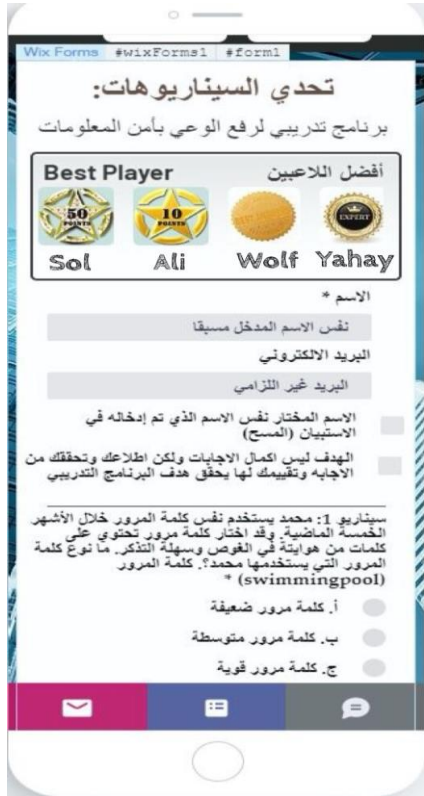 Wix Forms #wixForms1 #form1
تحدي السيناريوهات:
برنامج تدريبي لرفع الوعي بأمن المعلومات
Best Player أفضل اللاعبين
50 POINTS
10 POINTS
EXPERT
Sol Ali Wolf Yahay
الاسم *
نفس الاسم المدخل مسبقا
البريد الالكتروني
البريد غير اللزامي
الاسم المختار نفس الاسم الذي تم إدخاله في
الاستبيان (المسح)
الهدف ليس اكمال الاجابات ولكن اطلاعك وتحققك من
الاجابه وتقييمك لها يحقق هدف البرنامج التدريبي
سيناريو 1: محمد يستخدم نفس كلمة المرور خلال الأشهر
الخمسة الماضية. وقد اختار كلمة مرور تحتوي على
كلمات من هوايتة في الغوص وسهلة التذكر. ما نوع كلمة
المرور التي يستخدمها محمد؟. كلمة المرور
(swimmingpool) *
أ. كلمة مرور ضعيفة
ب. كلمة مرور متوسطة
ج. كلمة مرور قوية